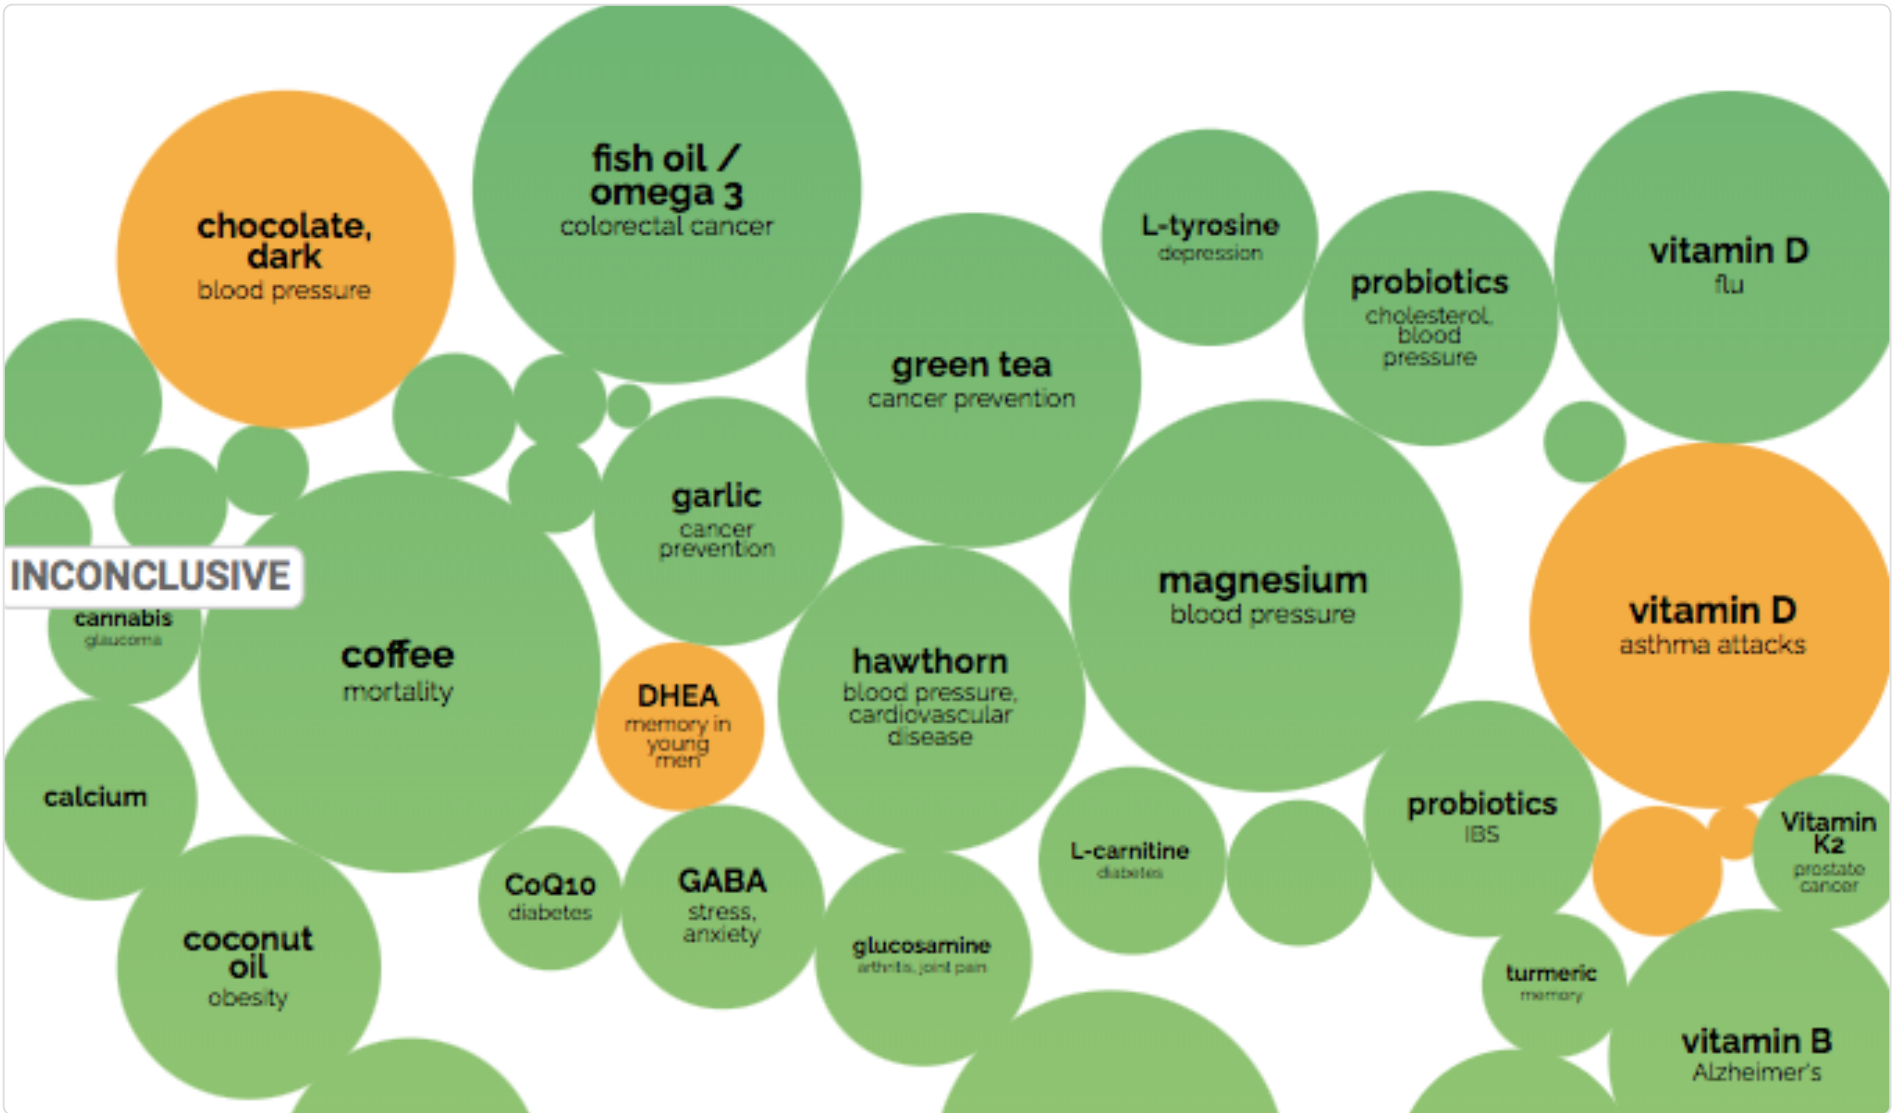 chocolate,
dark
blood pressure
fish oil /
omega 3
colorectal cancer
green tea
cancer prevention
L-tyrosine
depression
probiotics
cholesterol,
blood
pressure
vitamin D
flu
garlic
cancer
prevention
INCONCLUSIVE
cannabis
glaucoma
coffee
mortality
DHEA
memory in
young
men
hawthorn
blood pressure,
cardiovascular
disease
magnesium
blood pressure
vitamin D
asthma attacks
calcium
coconut
oil
obesity
CoQ10
diabetes
GABA
stress,
anxiety
glucosamine
arthritis, joint pain
L-carnitine
diabetes
probiotics
IBS
Vitamin
K2
prostate
cancer
turmeric
memory
vitamin B
Alzheimer's